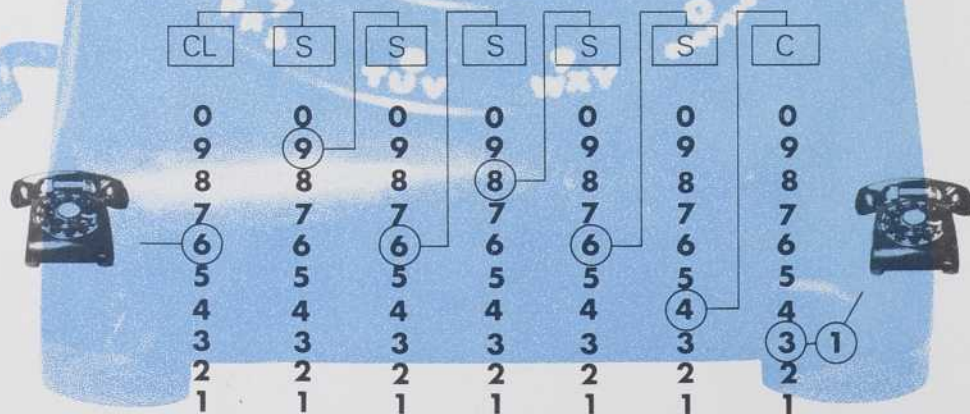 CL S S S S S C
0 0 0 0 0 0 0
9 9 9 9 9 9 9
8 8 8 8 8 8 8
7 7 7 7 7 7 7
6 6 6 6 6 6 6
5 5 5 5 5 5 5
4 4 4 4 4 4 4
3 3 3 3 3 3 3 1
2 2 2 2 2 2 2
1 1 1 1 1 1 1
TUV
WXY